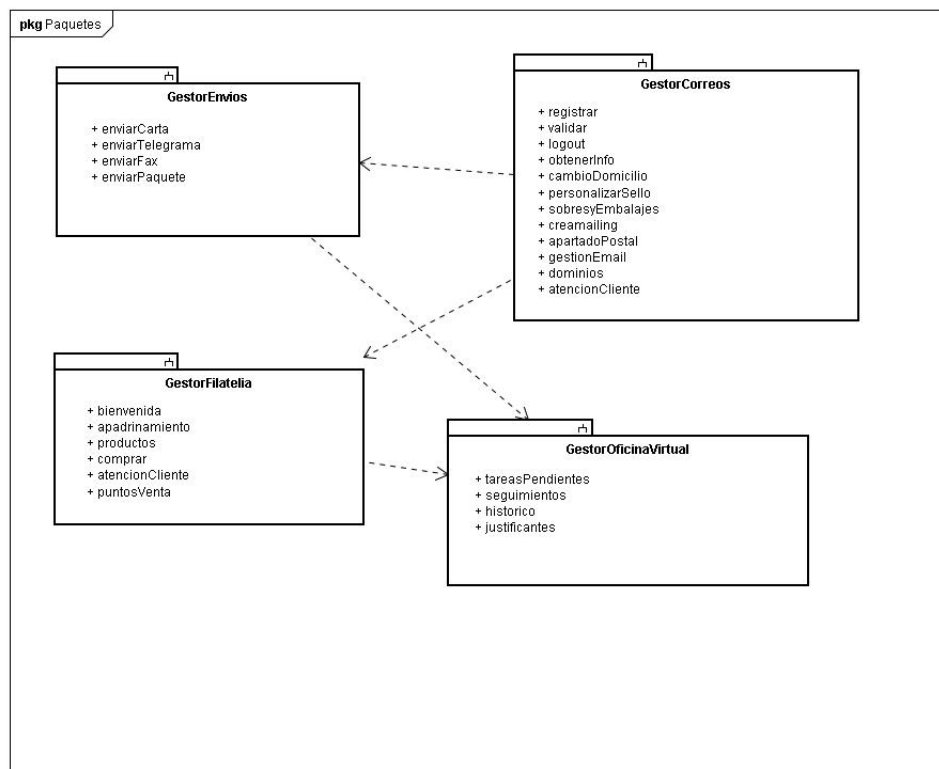 pkg Paquetes
GestorEnvios
+ enviarCarta
+ enviarTelegrama
+ enviarFax
+ enviarPaquete
GestorCorreos
+ registrar
+ validar
+ logout
+ obtenerInfo
+ cambioDomicilio
+ personalizarSello
+ sobresyEmbalajes
+ creamailing
+ apartadoPostal
+ gestionEmail
+ dominios
+ atencionCliente
GestorFilatelia
+ bienvenida
+ apadrinamiento
+ productos
+ comprar
+ atencionCliente
+ puntosVenta
GestorOficinaVirtual
+ tareasPendientes
+ seguimientos
+ historico
+ justificantes